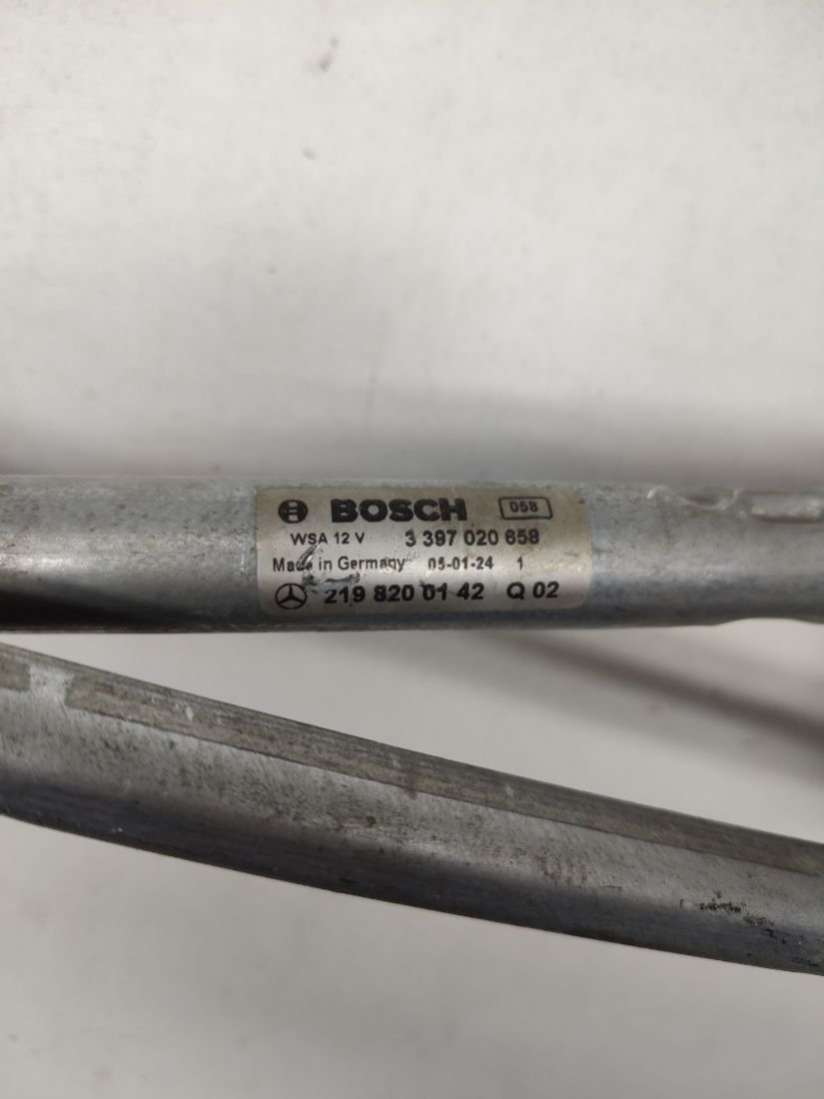 BOSCH 058
WSA 12 V 3 397 020 658
Made in Germany 05-01-24 1
219 820 01 42 Q 02